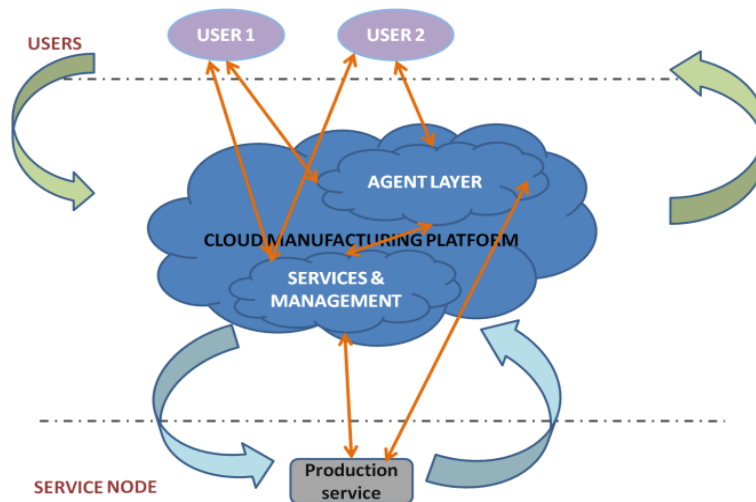 USER 1
USER 2
USERS
AGENT LAYER
CLOUD MANUFACTURING PLATFORM
SERVICES &
MANAGEMENT
Production
service
SERVICE NODE